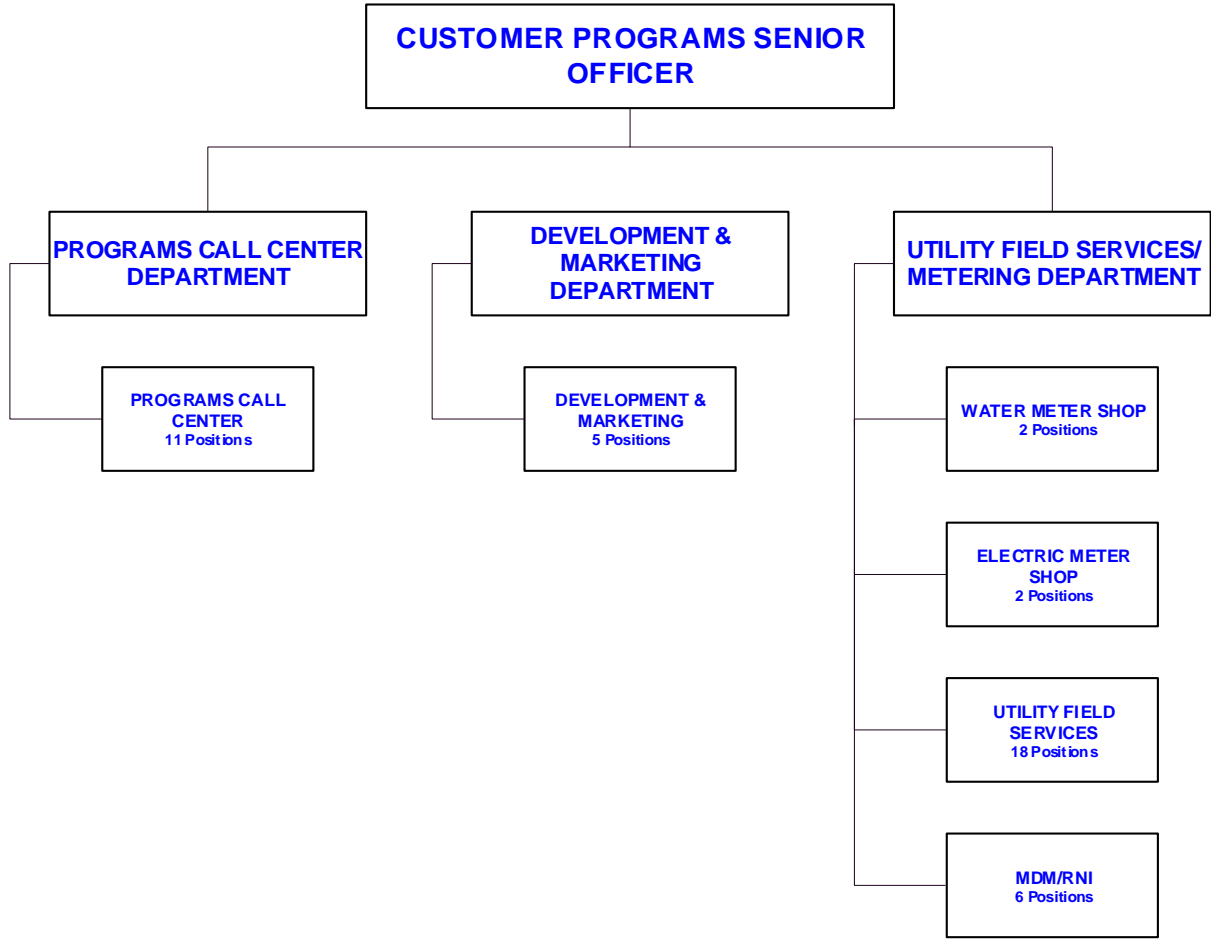 CUSTOMER PROGRAMS SENIOR
OFFICER
PROGRAMS CALL CENTER
DEPARTMENT
DEVELOPMENT &
MARKETING
DEPARTMENT
UTILITY FIELD SERVICES/
METERING DEPARTMENT
PROGRAMS CALL
CENTER
11 Positions
DEVELOPMENT &
MARKETING
5 Positions
WATER METER SHOP
2 Positions
ELECTRIC METER
SHOP
2 Positions
UTILITY FIELD
SERVICES
18 Positions
MDM/RNI
6 Positions